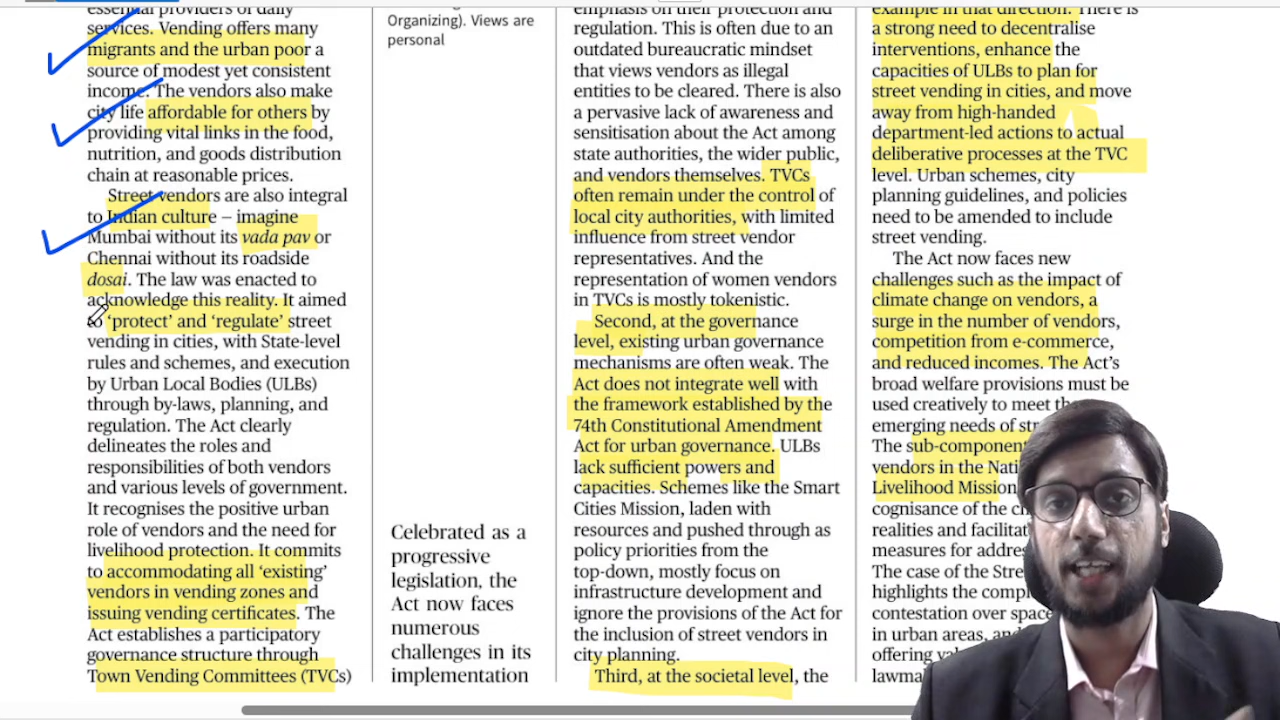 essential providers of daily
services. Vending offers many
migrants and the urban poor a
source of modest yet consistent
income. The vendors also make
city life affordable for others by
providing vital links in the food,
nutrition, and goods distribution
chain at reasonable prices.
Street vendors are also integral
to Indian culture – imagine
Mumbai without its vada pav or
Chennai without its roadside
dosai. The law was enacted to
acknowledge this reality. It aimed
to ‘protect’ and ‘regulate’ street
vending in cities, with State-level
rules and schemes, and execution
by Urban Local Bodies (ULBs)
through by-laws, planning, and
regulation. The Act clearly
delineates the roles and
responsibilities of both vendors
and various levels of government.
It recognises the positive urban
role of vendors and the need for
livelihood protection. It commits
to accommodating all ‘existing’
vendors in vending zones and
issuing vending certificates. The
Act establishes a participatory
governance structure through
Town Vending Committees (TVCs)
Organizing). Views are
personal
Celebrated as a
progressive
legislation, the
Act now faces
numerous
challenges in its
implementation
emphasis on their protection and
regulation. This is often due to an
outdated bureaucratic mindset
that views vendors as illegal
entities to be cleared. There is also
a pervasive lack of awareness and
sensitisation about the Act among
state authorities, the wider public,
and vendors themselves. TVCs
often remain under the control of
local city authorities, with limited
influence from street vendor
representatives. And the
representation of women vendors
in TVCs is mostly tokenistic.
Second, at the governance
level, existing urban governance
mechanisms are often weak. The
Act does not integrate well with
the framework established by the
74th Constitutional Amendment
Act for urban governance. ULBs
lack sufficient powers and
capacities. Schemes like the Smart
Cities Mission, laden with
resources and pushed through as
policy priorities from the
top-down, mostly focus on
infrastructure development and
ignore the provisions of the Act for
the inclusion of street vendors in
city planning.
Third, at the societal level, the
example in that direction. There is
a strong need to decentralise
interventions, enhance the
capacities of ULBs to plan for
street vending in cities, and move
away from high-handed
department-led actions to actual
deliberative processes at the TVC
level. Urban schemes, city
planning guidelines, and policies
need to be amended to include
street vending.
The Act now faces new
challenges such as the impact of
climate change on vendors, a
surge in the number of vendors,
competition from e-commerce,
and reduced incomes. The Act’s
broad welfare provisions must be
used creatively to meet the
emerging needs of
The sub-component
vendors in the
Livelihood Mission
cognisance of the
realities and
measures for
The case of the
highlights the
contestation over space
in urban areas,
offering